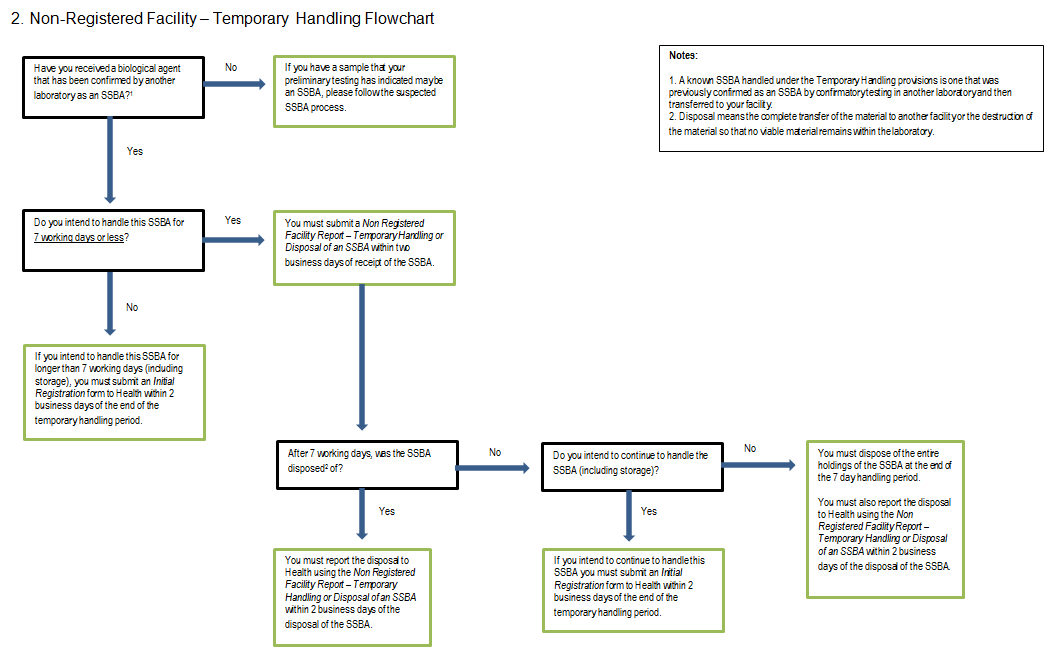 2. Non-Registered Facility – Temporary Handling Flowchart
Have you received a biological agent
that has been confirmed by another
laboratory as an SSBA?¹
No
If you have a sample that your
preliminary testing has indicated maybe
an SSBA, please follow the suspected
SSBA process.
Notes:
1. A known SSBA handled under the Temporary Handling provisions is one that was
previously confirmed as an SSBA by confirmatory testing in another laboratory and then
transferred to your facility.
2. Disposal means the complete transfer of the material to another facility or the destruction of
the material so that no viable material remains within the laboratory.
Yes
Do you intend to handle this SSBA for
7 working days or less?
Yes
You must submit a Non Registered
Facility Report – Temporary Handling or
Disposal of an SSBA within two
business days of receipt of the SSBA.
No
If you intend to handle this SSBA for
longer than 7 working days (including
storage), you must submit an Initial
Registration form to Health within 2
business days of the end of the
temporary handling period.
After 7 working days, was the SSBA
disposed² of?
No
Do you intend to continue to handle the
SSBA (including storage)?
No
You must dispose of the entire
holdings of the SSBA at the end of
the 7 day handling period.
You must also report the disposal
to Health using the Non
Registered Facility Report –
Temporary Handling or Disposal
of an SSBA within 2 business
days of the disposal of the SSBA.
Yes
You must report the disposal to
Health using the Non Registered
Facility Report – Temporary
Handling or Disposal of an SSBA
within 2 business days of the
disposal of the SSBA.
Yes
If you intend to continue to handle this
SSBA you must submit an Initial
Registration form to Health within 2
business days of the end of the
temporary handling period.